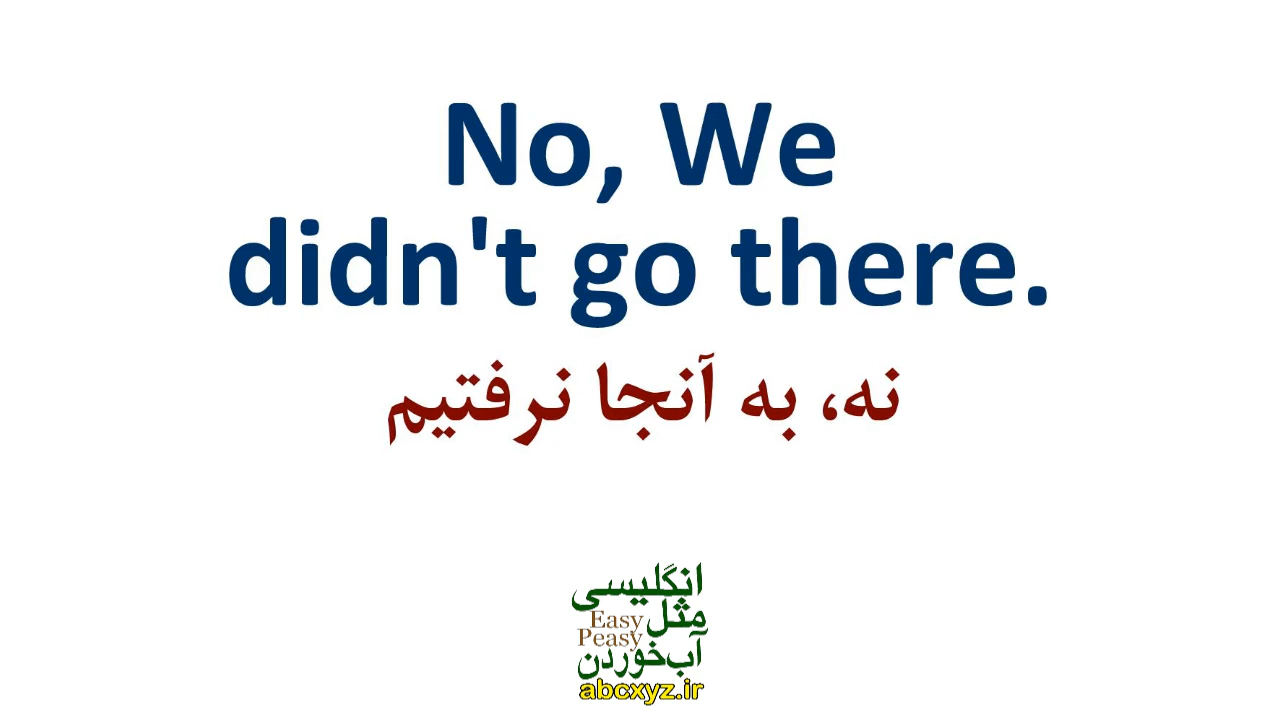 No, We
didn't go there.
نه، به آنجا نرفتیم
انگلیسی
مثل
Easy
Peasy
آب‌خوردن
abcxyz.ir